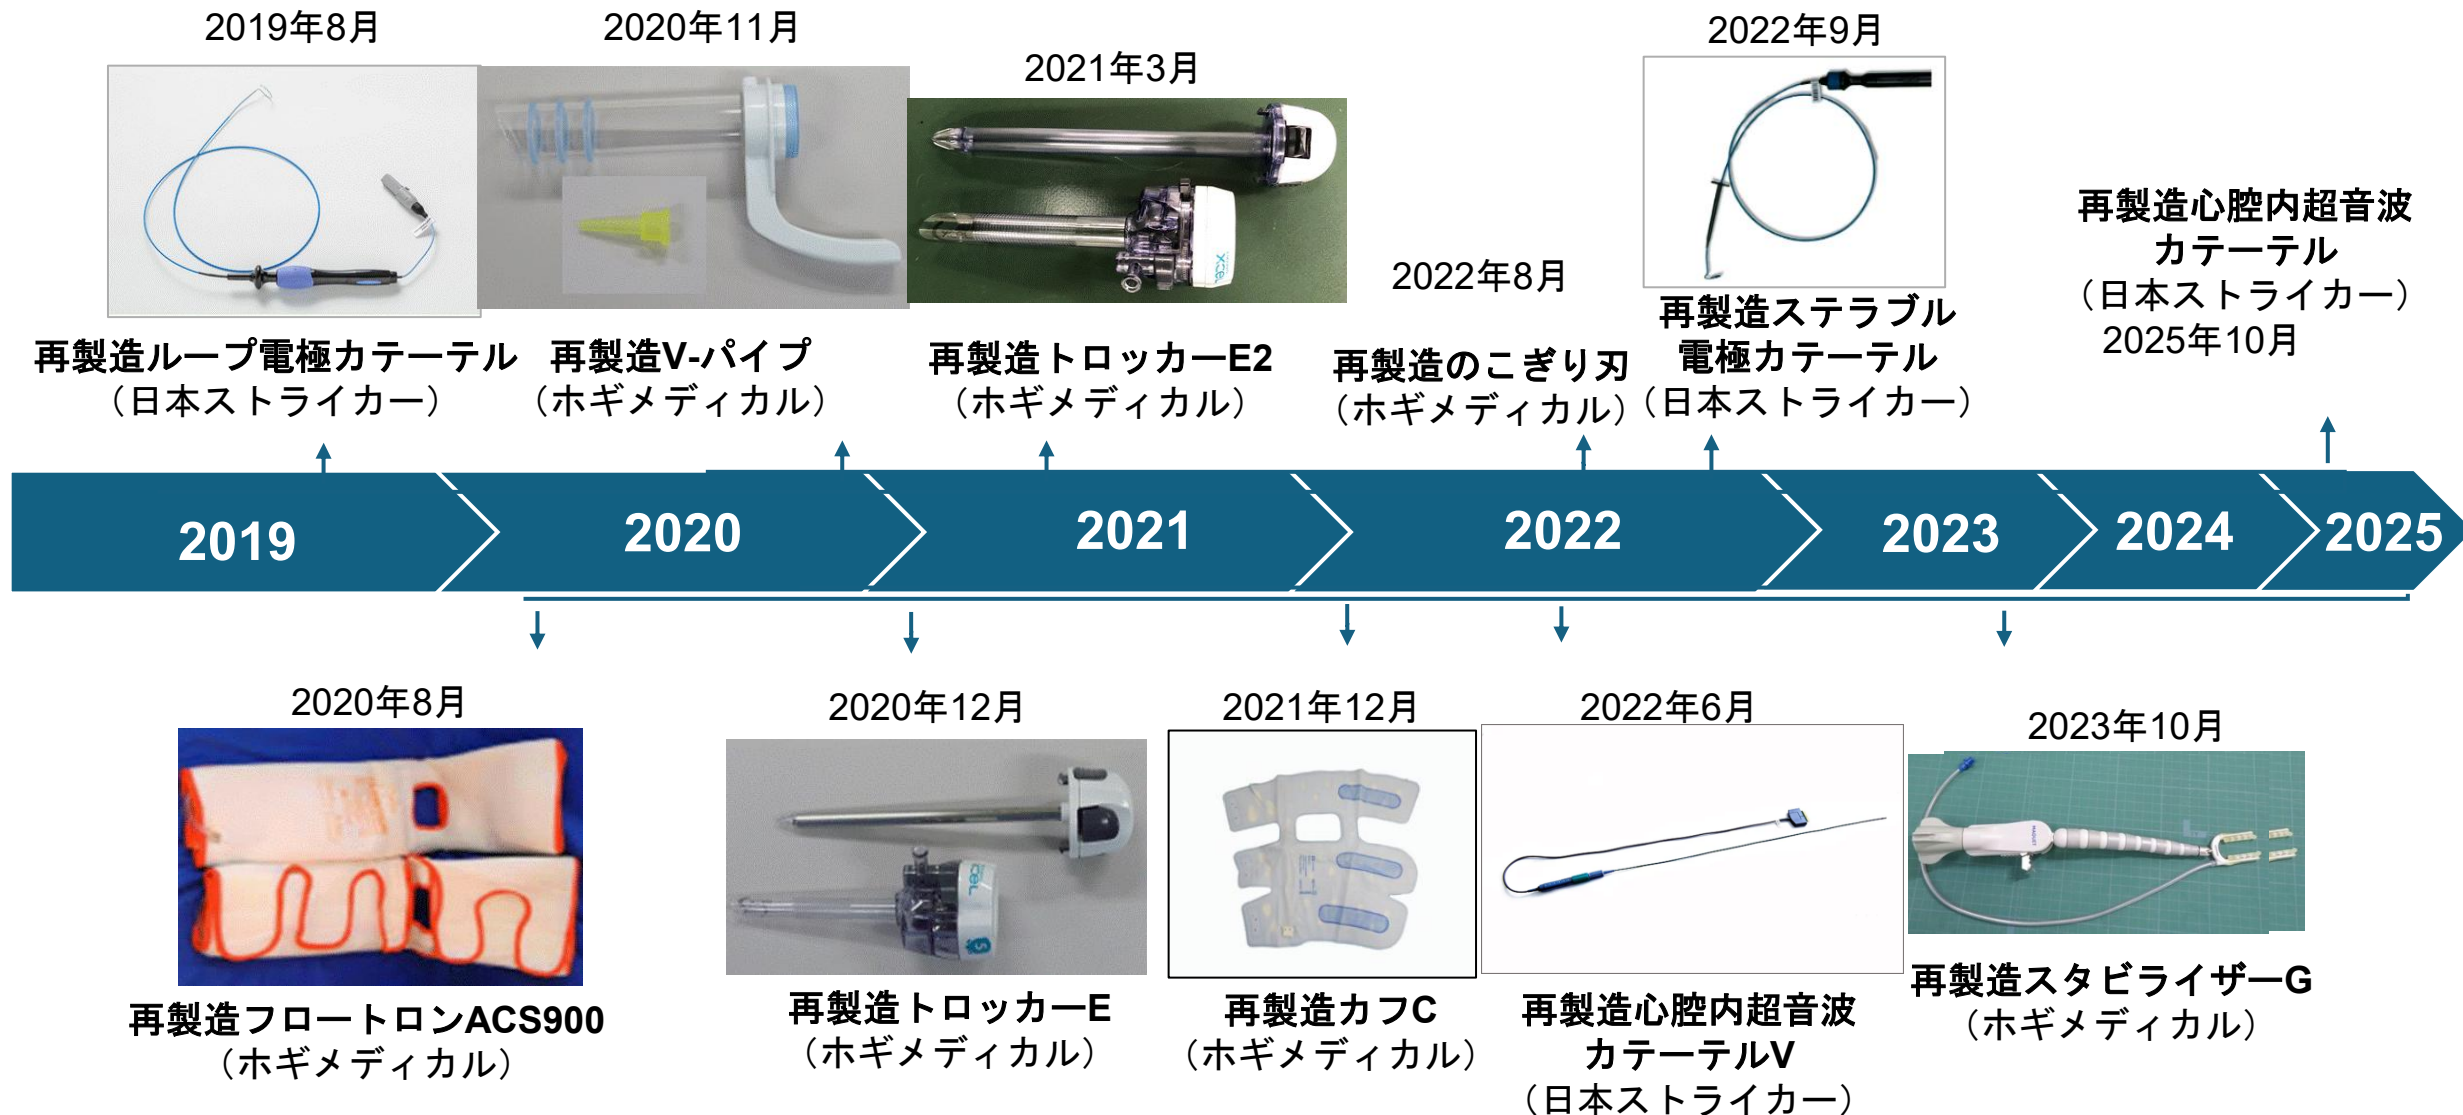 2019年8月
再製造ループ電極カテーテル
（日本ストライカー）
2020年11月
再製造V-パイプ
（ホギメディカル）
2021年3月
xcel
再製造トロッカーE2
（ホギメディカル）
2022年8月
再製造のこぎり刃
（ホギメディカル）
2022年9月
再製造ステラブル
電極カテーテル
（日本ストライカー）
再製造心腔内超音波
カテーテル
（日本ストライカー）
2025年10月
2019
2020
2021
2022
2023
2024
2025
2020年8月
再製造フロートロンACS900
（ホギメディカル）
2020年12月
xcel
5
再製造トロッカーE
（ホギメディカル）
2021年12月
再製造カフC
（ホギメディカル）
2022年6月
再製造心腔内超音波
カテーテルV
（日本ストライカー）
2023年10月
MAQUET
再製造スタビライザーG
（ホギメディカル）